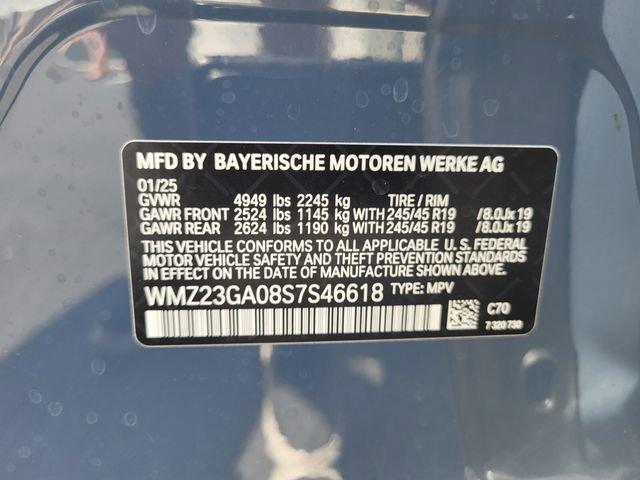 MFD BY BAYERISCHE MOTOREN WERKE AG
01/25
GVWR 4949 lbs 2245 kg TIRE / RIM
GAWR FRONT 2524 lbs 1145 kg WITH 245/45 R19 / 8.0Jx19
GAWR REAR 2624 lbs 1190 kg WITH 245/45 R19 / 8.0Jx19
THIS VEHICLE CONFORMS TO ALL APPLICABLE U. S. FEDERAL
MOTOR VEHICLE SAFETY AND THEFT PREVENTION STANDARDS
IN EFFECT ON THE DATE OF MANUFACTURE SHOWN ABOVE.
WMZ23GA08S7S46618 TYPE: MPV
C70
7 320 730